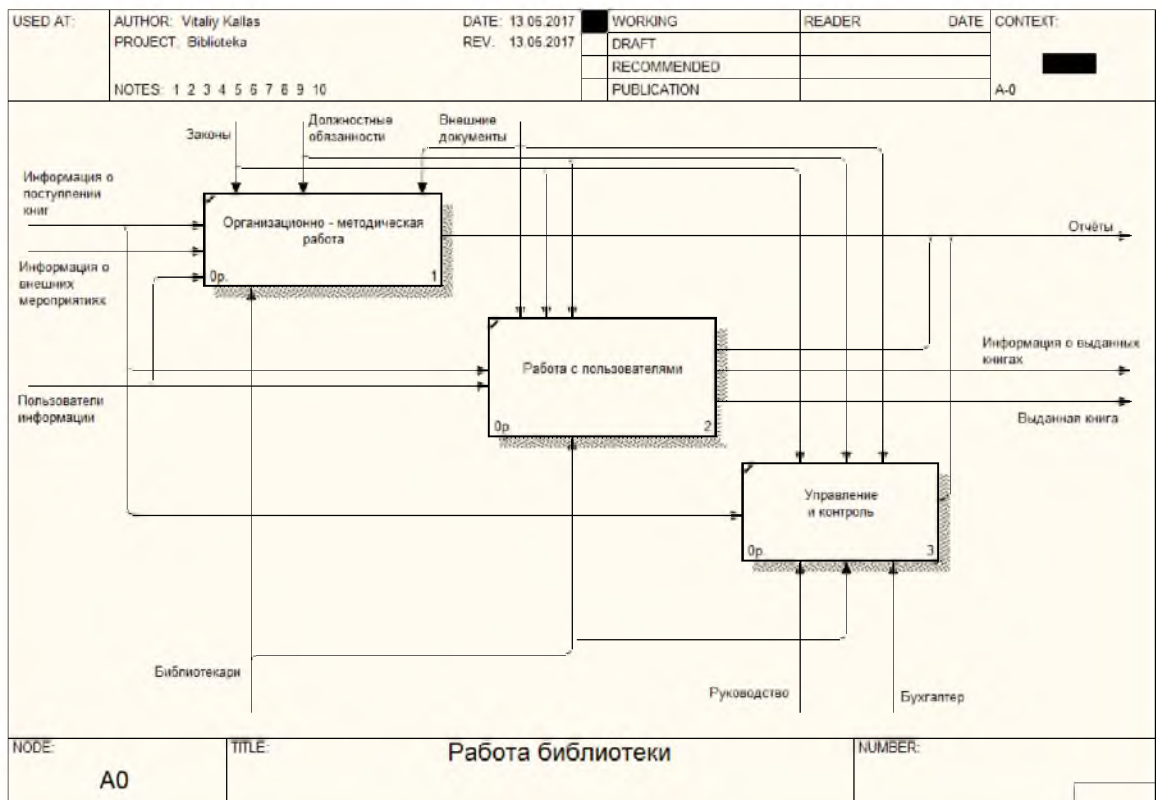 USED AT:
AUTHOR: Vitaliy Kallas
DATE: 13.06.2017
PROJECT: Biblioteka
REV: 13.06.2017
NOTES: 1 2 3 4 5 6 7 8 9 10
WORKING
DRAFT
RECOMMENDED
PUBLICATION
READER
DATE
CONTEXT:
A-0
Законы
Должностные
обязанности
Внешние
документы
Информация о
поступлении
книг
Информация о
внешних
мероприятиях
Пользователи
информации
Организационно - методическая
работа
0р.
1
Работа с пользователями
0р
2
Управление
и контроль
0р.
3
Отчёты
Информация о выданных
книгах
Выданная книга
Библиотекари
Руководство
Бухгалтер
NODE:
A0
TITLE:
Работа библиотеки
NUMBER: